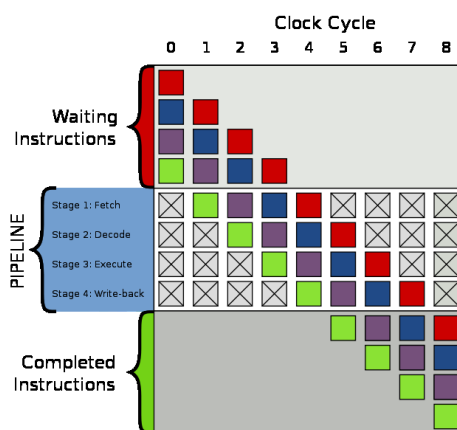 Clock Cycle
0 1 2 3 4 5 6 7 8
Waiting
Instructions
PIPELINE
Stage 1: Fetch
Stage 2: Decode
Stage 3: Execute
Stage 4: Write-back
Completed
Instructions